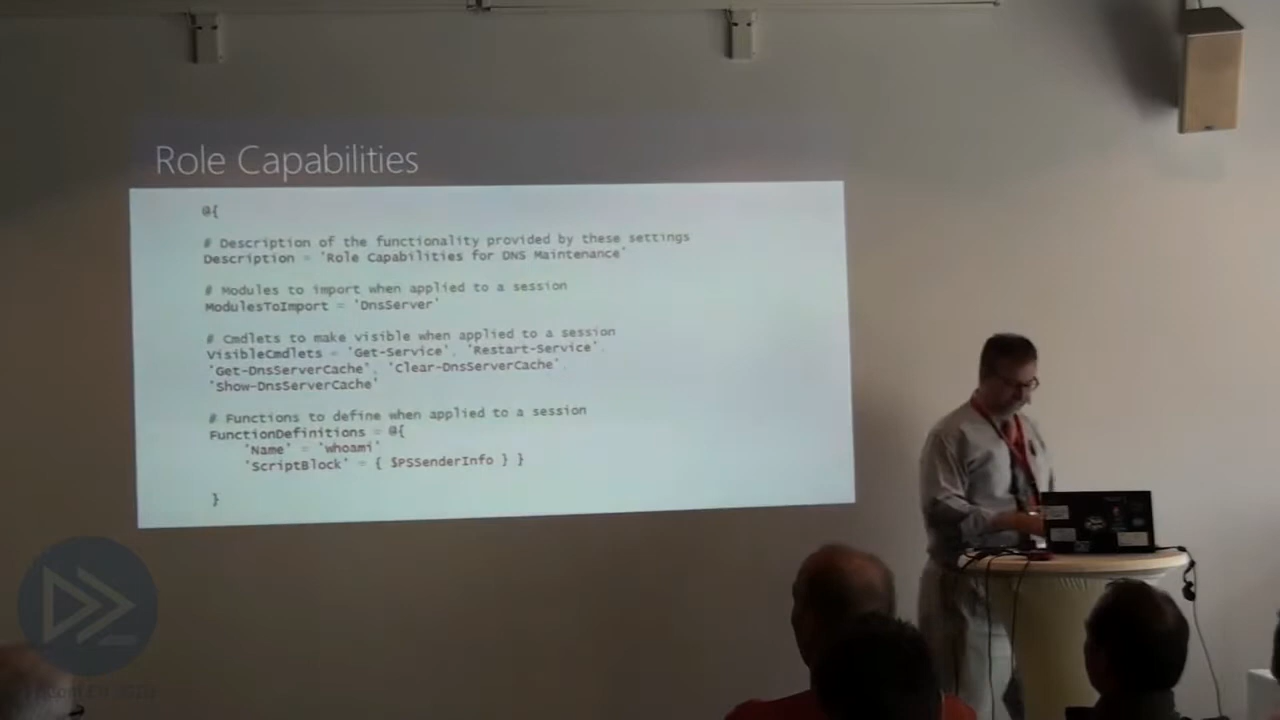 Role Capabilities
@{
# Description of the functionality provided by these settings
Description = 'Role Capabilities for DNS Maintenance'
# Modules to import when applied to a session
ModulesToImport = 'DnsServer'
# Cmdlets to make visible when applied to a session
VisibleCmdlets = 'Get-Service', 'Restart-Service',
'Get-DnsServerCache', 'Clear-DnsServerCache',
'Show-DnsServerCache'
# Functions to define when applied to a session
FunctionDefinitions = @{
'Name' = 'whoami'
'ScriptBlock' = { $PSSenderInfo } }
}